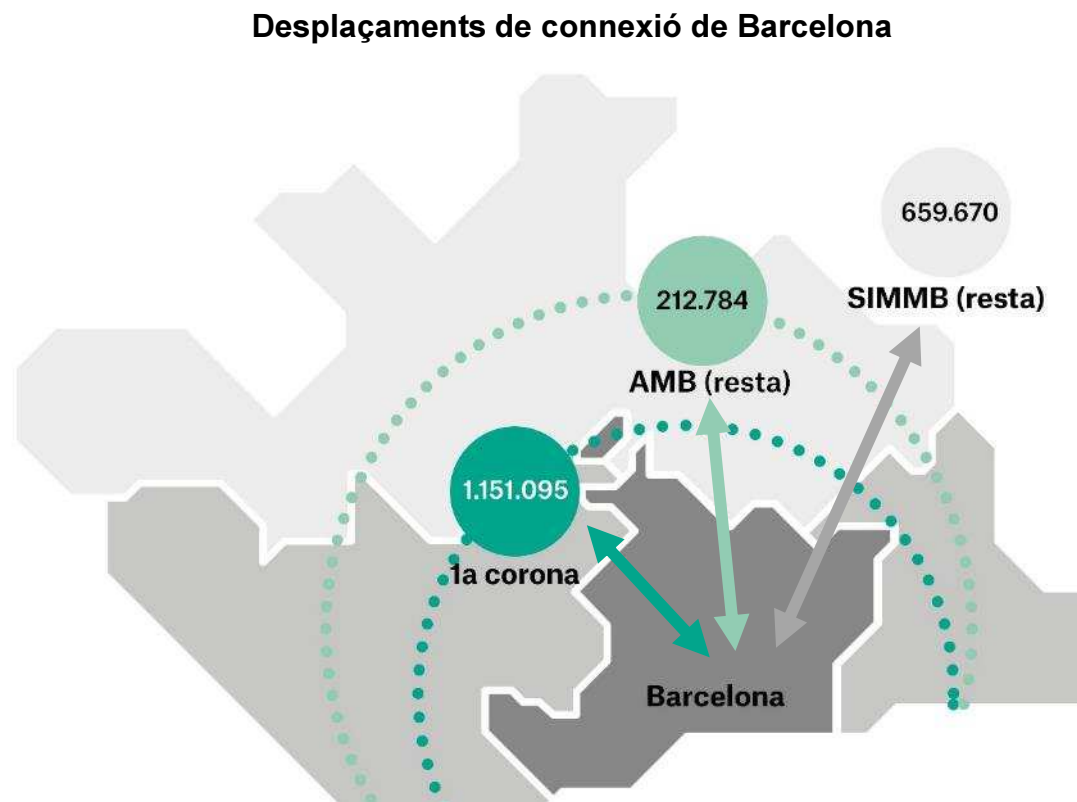 Desplaçaments de connexió de Barcelona
659.670
SIMMB (resta)
212.784
AMB (resta)
1.151.095
1a corona
Barcelona